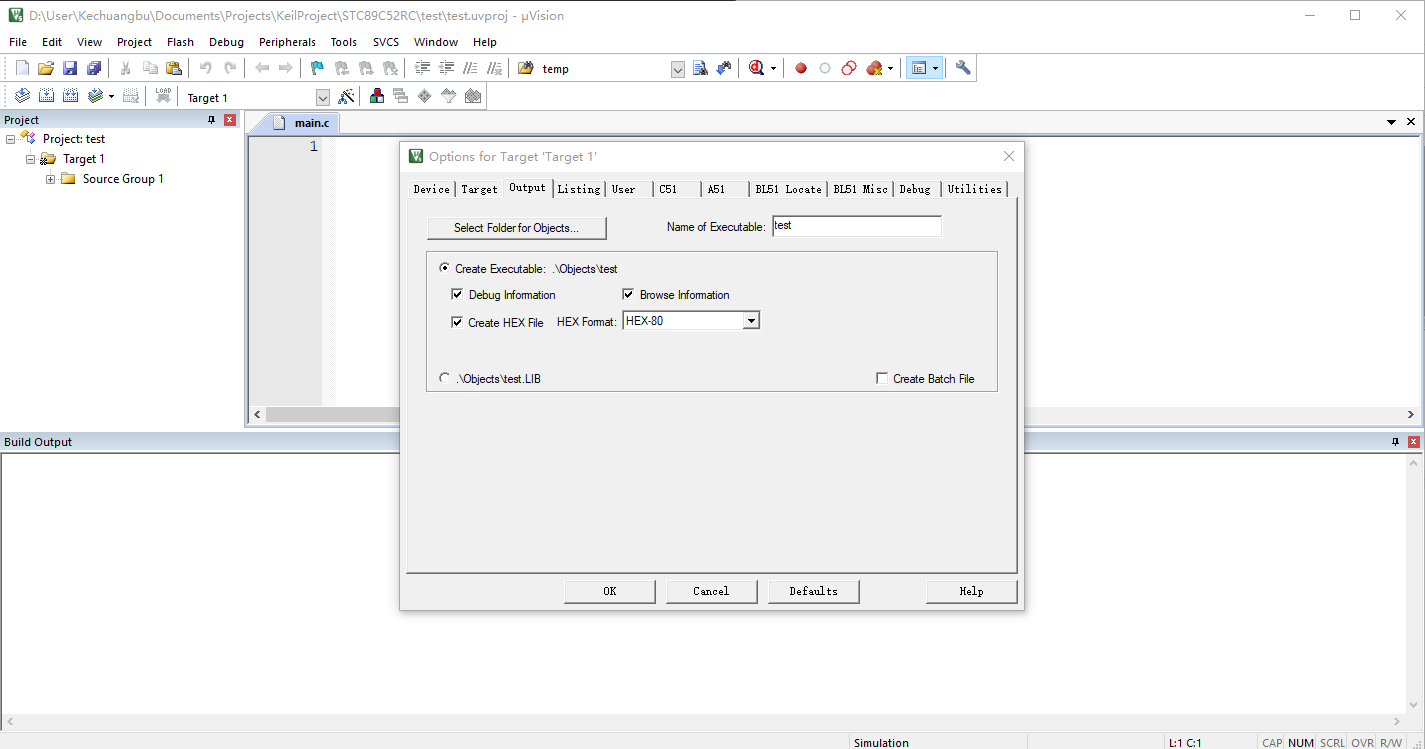 D:\User\Kechuangbu\Documents\Projects\KeilProject\STC89C52RC\test\test.uvproj - µVision
File Edit View Project Flash Debug Peripherals Tools SVCS Window Help
temp
LOAD
Target 1
Project
main.c
Project: test
Target 1
Source Group 1
1
Options for Target 'Target 1'
Device Target Output Listing User C51 A51 BL51 Locate BL51 Misc Debug Utilities
Select Folder for Objects...
Name of Executable: test
Create Executable: .\Objects\test
Debug Information
Browse Information
Create HEX File
HEX Format: HEX-80
.\Objects\test.LIB
Create Batch File
OK Cancel Defaults Help
Build Output
Simulation
L:1 C:1
CAP NUM SCRL OVR R/W